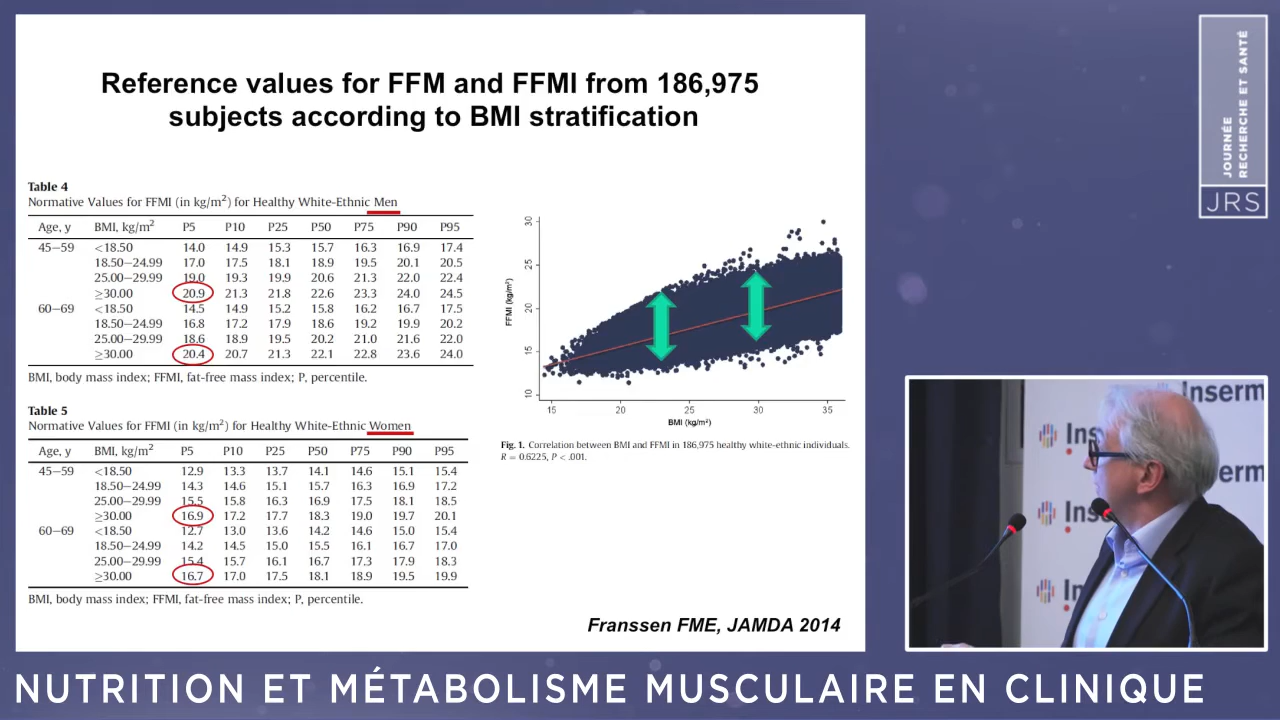 Reference values for FFM and FFMI from 186,975
subjects according to BMI stratification
Table 4
Normative Values for FFMI (in kg/m²) for Healthy White-Ethnic Men
Age, y BMI, kg/m² P5 P10 P25 P50 P75 P90 P95
45–59 <18.50 14.0 14.9 15.3 15.7 16.3 16.9 17.4
18.50–24.99 17.0 17.5 18.1 18.9 19.5 20.1 20.5
25.00–29.99 19.0 19.3 19.9 20.6 21.3 22.0 22.4
≥30.00 20.9 21.3 21.8 22.6 23.3 24.0 24.5
60–69 <18.50 14.5 14.9 15.2 15.8 16.2 16.7 17.5
18.50–24.99 16.8 17.2 17.9 18.6 19.2 19.9 20.2
25.00–29.99 18.6 18.9 19.5 20.2 21.0 21.6 22.0
≥30.00 20.4 20.7 21.3 22.1 22.8 23.6 24.0
BMI, body mass index; FFMI, fat-free mass index; P, percentile.
Table 5
Normative Values for FFMI (in kg/m²) for Healthy White-Ethnic Women
Age, y BMI, kg/m² P5 P10 P25 P50 P75 P90 P95
45–59 <18.50 12.9 13.3 13.7 14.1 14.6 15.1 15.4
18.50–24.99 14.3 14.6 15.1 15.7 16.3 16.9 17.2
25.00–29.99 15.5 15.8 16.3 16.9 17.5 18.1 18.5
≥30.00 16.9 17.2 17.7 18.3 19.0 19.7 20.1
60–69 <18.50 12.7 13.0 13.6 14.2 14.6 15.0 15.4
18.50–24.99 14.2 14.5 15.0 15.5 16.1 16.7 17.0
25.00–29.99 15.4 15.7 16.1 16.7 17.3 17.9 18.3
≥30.00 16.7 17.0 17.5 18.1 18.9 19.5 19.9
BMI, body mass index; FFMI, fat-free mass index; P, percentile.
FFMI (kg/m²)
30
25
20
15
10
15 20 25 30 35
BMI (kg/m²)
Fig. 1. Correlation between BMI and FFMI in 186,975 healthy white-ethnic individuals.
R = 0.6225, P < .001.
Franssen FME, JAMDA 2014
JOURNÉE
RECHERCHE ET SANTÉ
JRS
Inserm
Ins
erm
Inse
erm
In
NUTRITION ET MÉTABOLISME MUSCULAIRE EN CLINIQUE